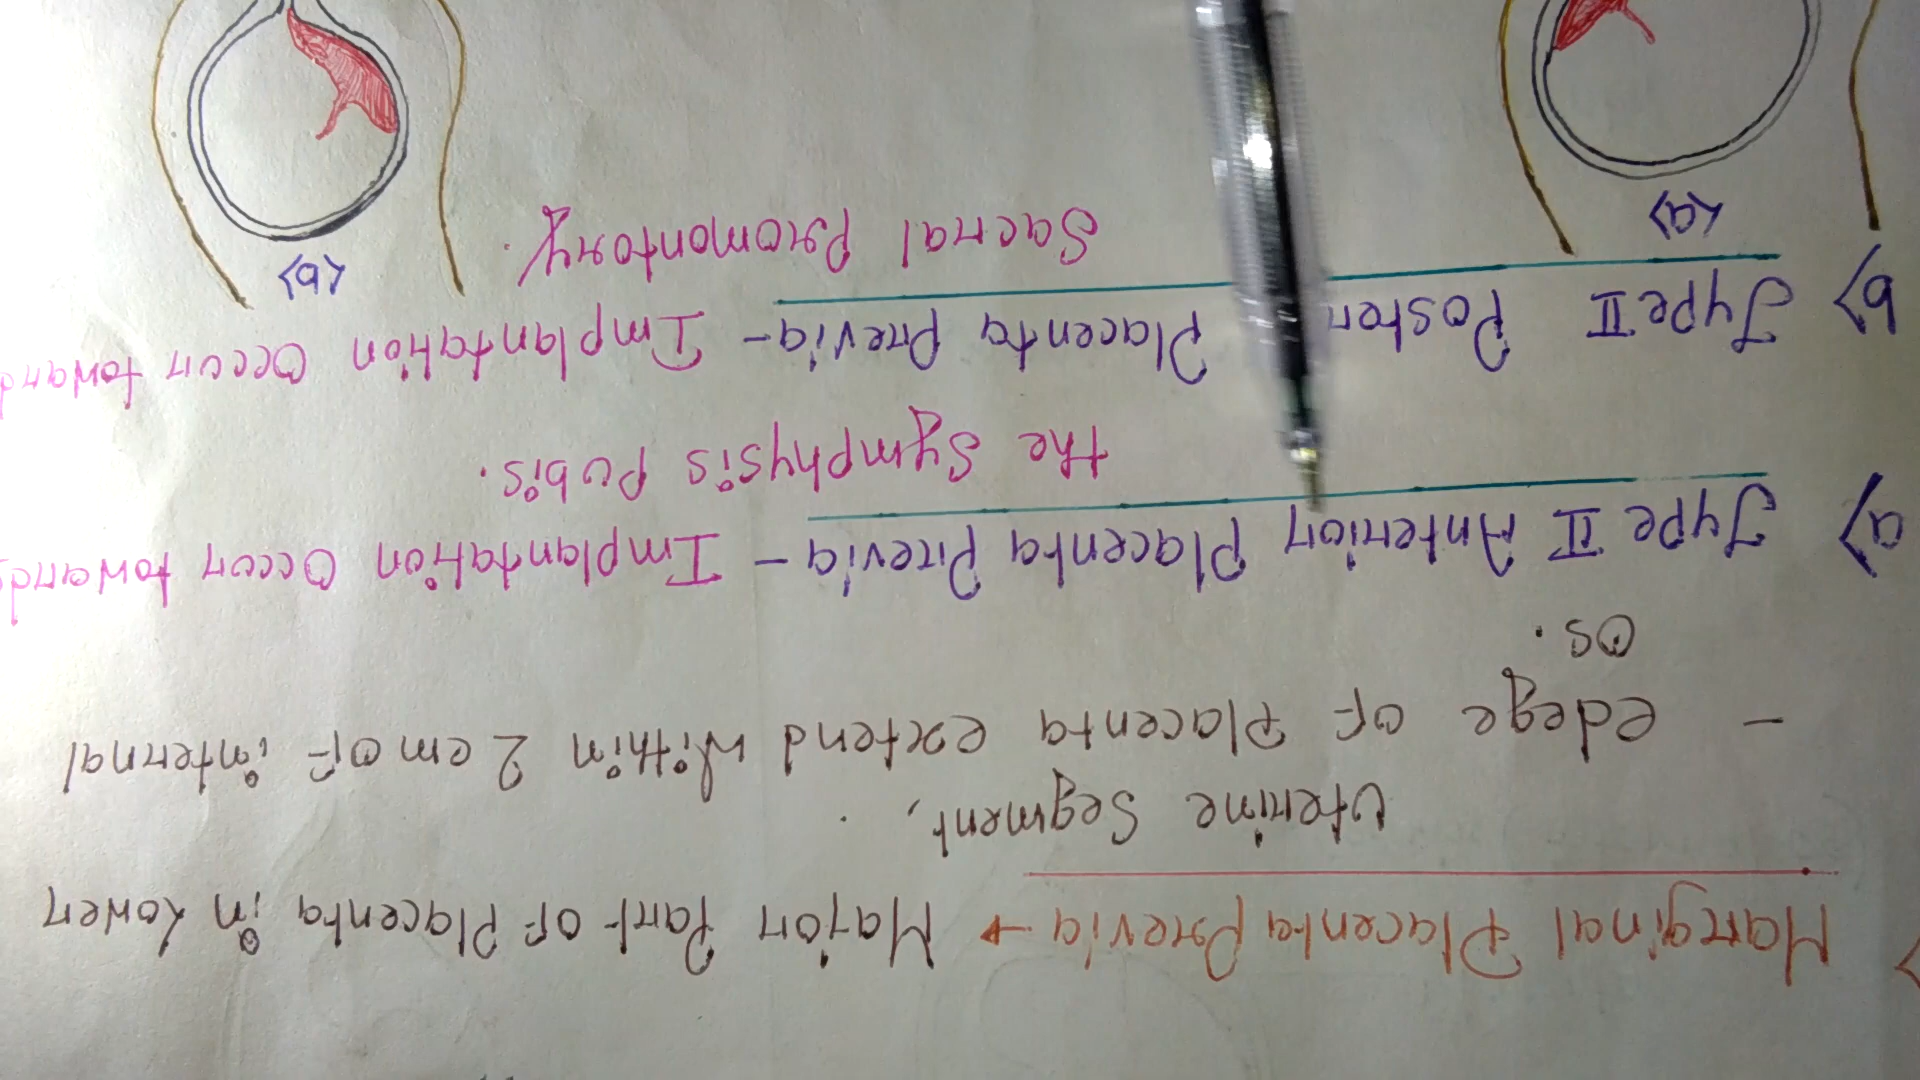 Marginal Placenta Previa → Major Part of Placenta in Lower
Uterine Segment,
- edege of Placenta extend within 2 cm of internal
os.
a) Type II Anterior Placenta Previa - Implantation Occur towards
the Symphysis Pubis.
b) Type II Poster Placenta Previa - Implantation Occur toward
Sacral Promontory.
<a>
<b>